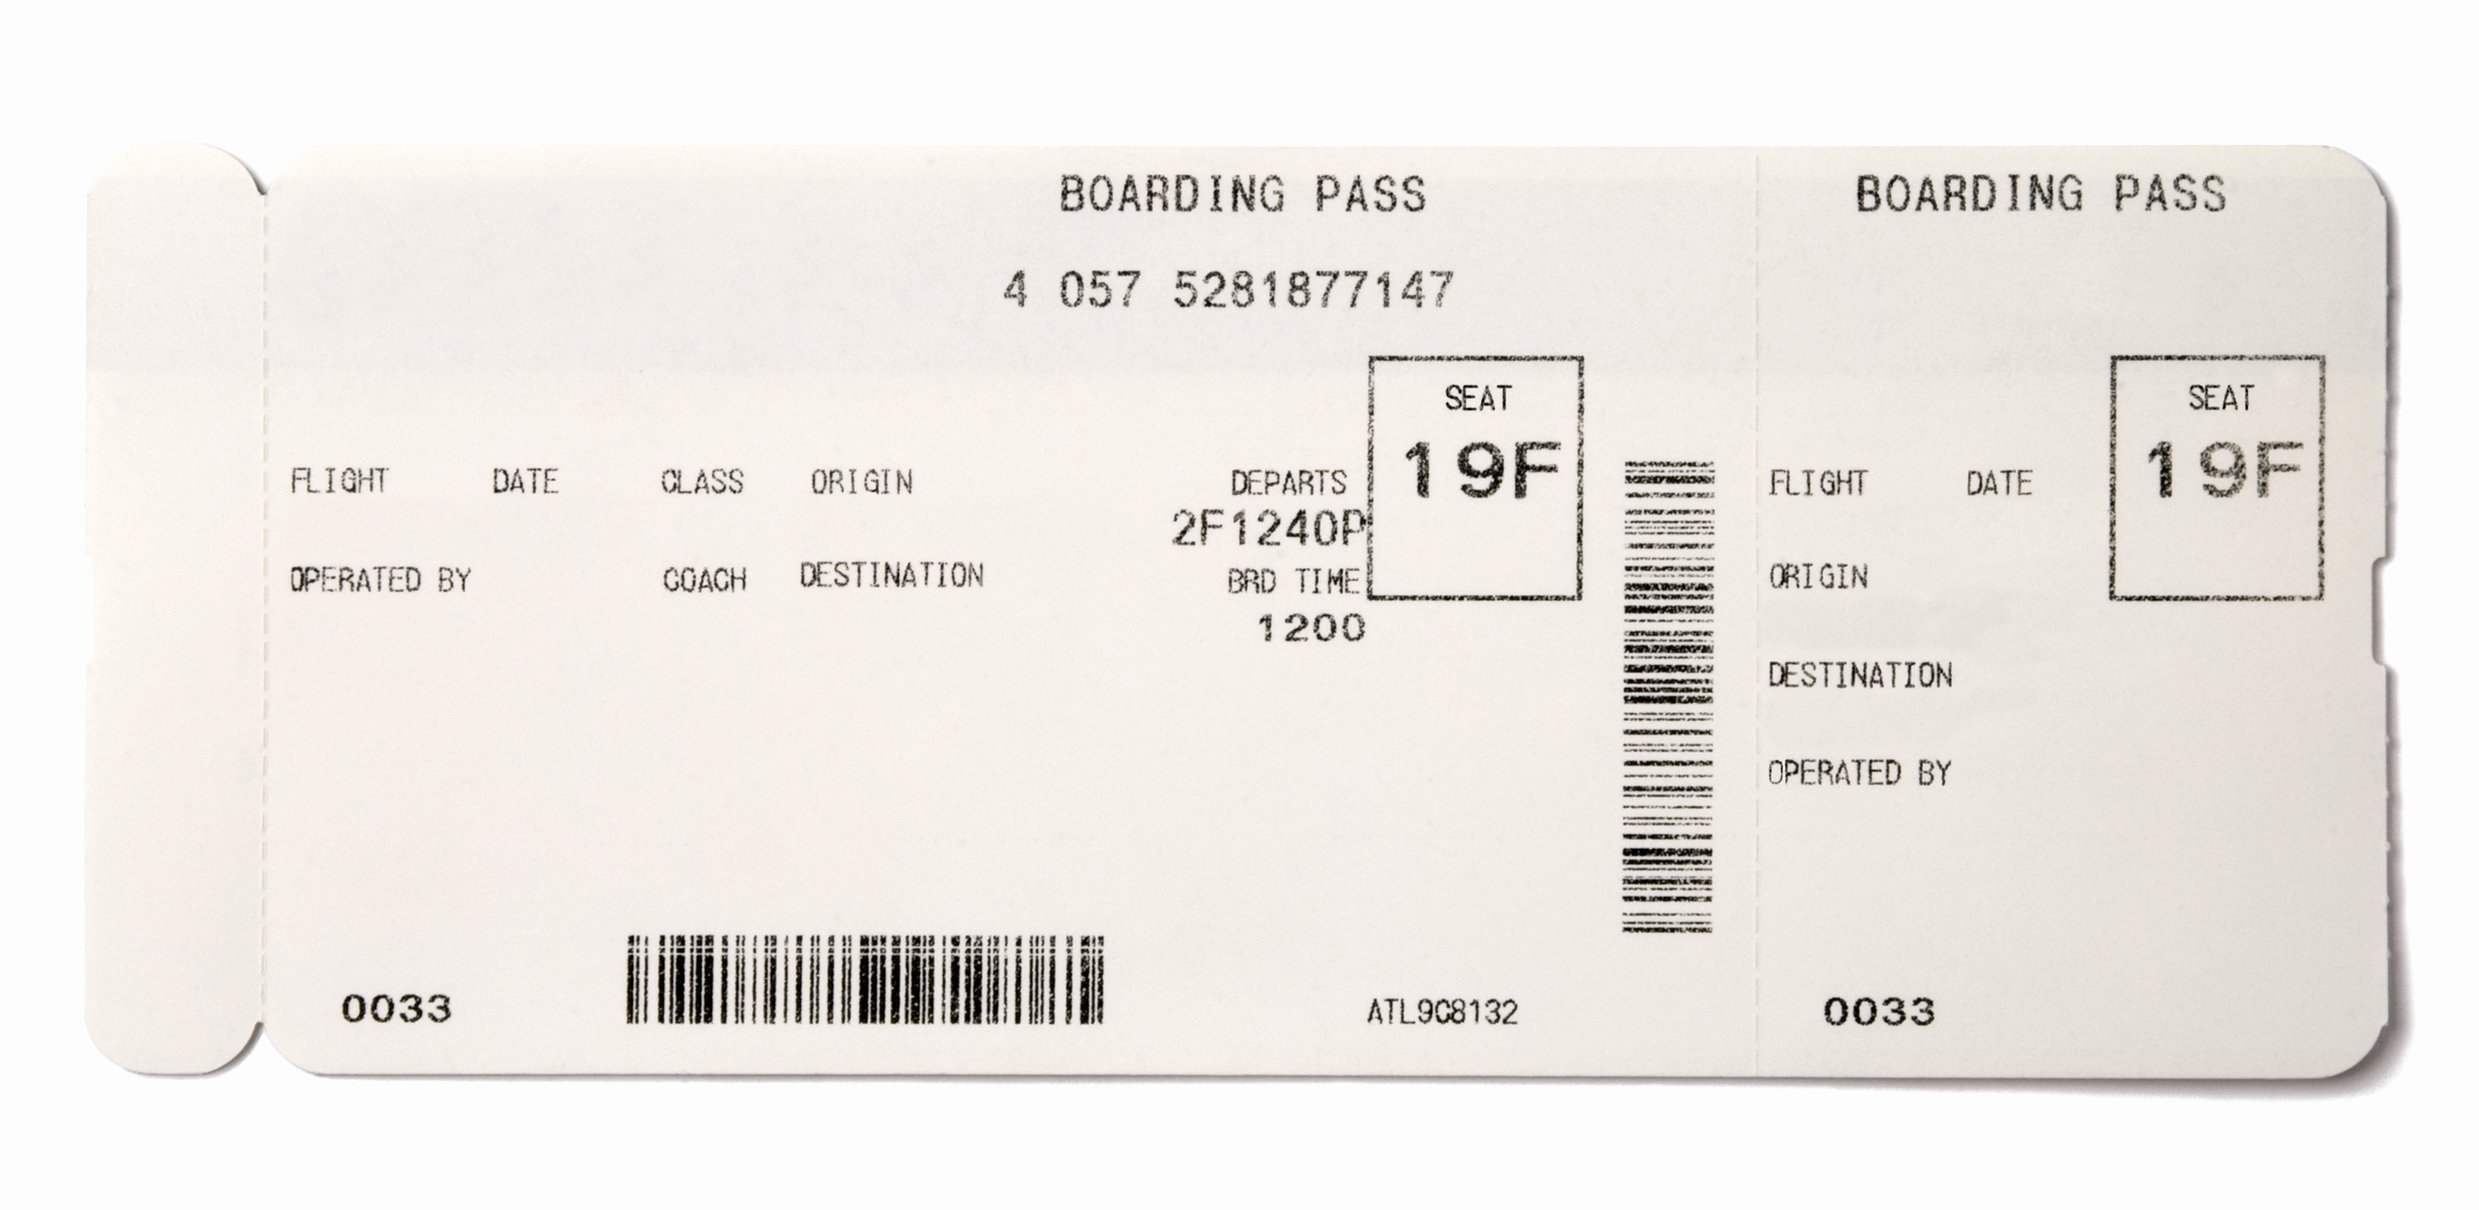 BOARDING PASS
4 057 5281877147
SEAT
19F
FLIGHT DATE CLASS ORIGIN DEPARTS
2F1240P
OPERATED BY COACH DESTINATION BRD TIME
1200
0033
ATL9C8132
BOARDING PASS
SEAT
19F
FLIGHT DATE
ORIGIN
DESTINATION
OPERATED BY
0033